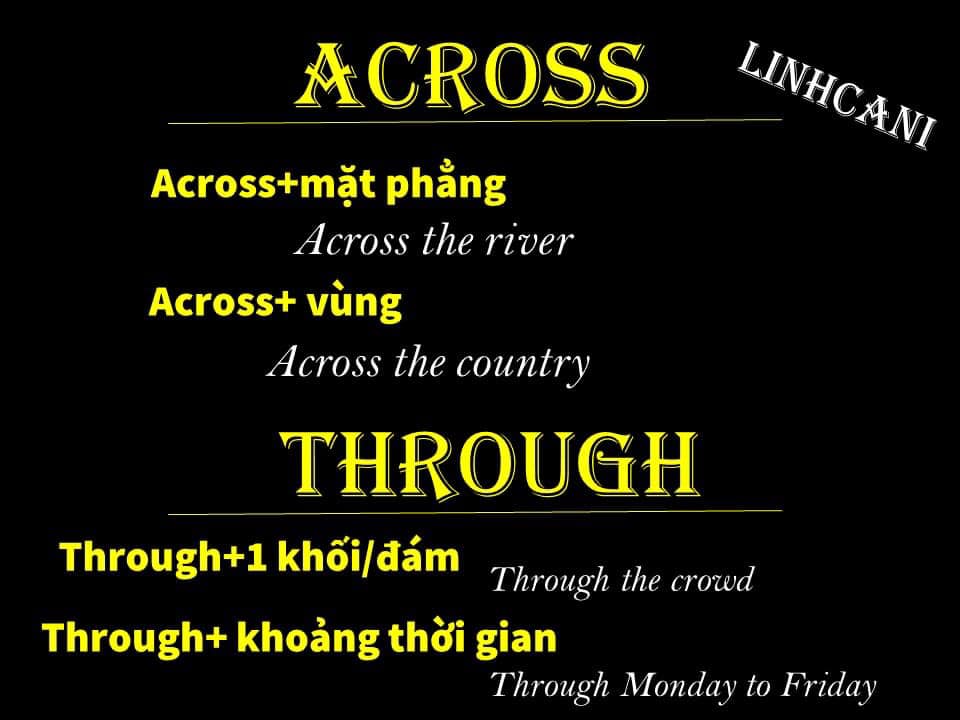 ACROSS
LINHCANI
Across+mặt phẳng
Across the river
Across+ vùng
Across the country
THROUGH
Through+1 khối/đám
Through the crowd
Through+ khoảng thời gian
Through Monday to Friday